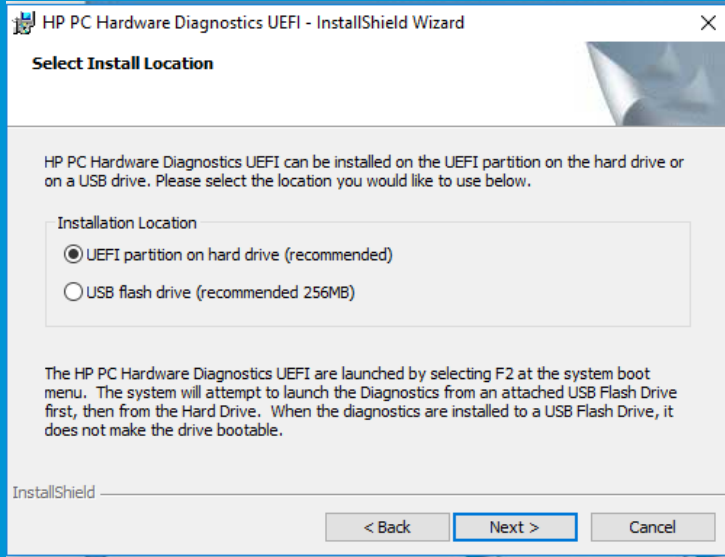 HP PC Hardware Diagnostics UEFI - InstallShield Wizard
Select Install Location
HP PC Hardware Diagnostics UEFI can be installed on the UEFI partition on the hard drive or
on a USB drive. Please select the location you would like to use below.
Installation Location
UEFI partition on hard drive (recommended)
USB flash drive (recommended 256MB)
The HP PC Hardware Diagnostics UEFI are launched by selecting F2 at the system boot
menu.  The system will attempt to launch the Diagnostics from an attached USB Flash Drive
first, then from the Hard Drive.  When the diagnostics are installed to a USB Flash Drive, it
does not make the drive bootable.
InstallShield
< Back Next > Cancel